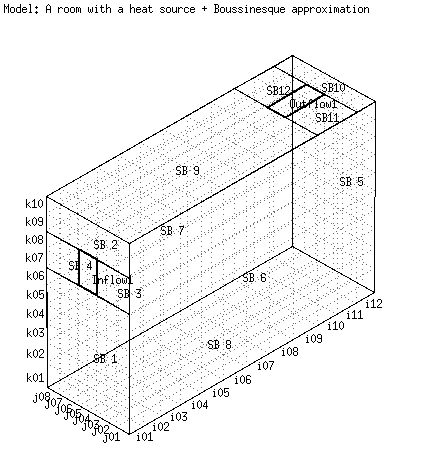 Model: A room with a heat source + Boussinesque approximation
SB12
SB10
Outflow1
SB11
SB 9
SB 5
k10
k09
k08
k07
k06
k05
k04
k03
k02
k01
SB 7
SB 2
SB 4
Inflow1
SB 3
SB 6
SB 1
SB 8
i12
i11
i10
i09
i08
i07
i06
i05
i04
i03
i02
i01
j08
j07
j06
j05
j04
j03
j02
j01